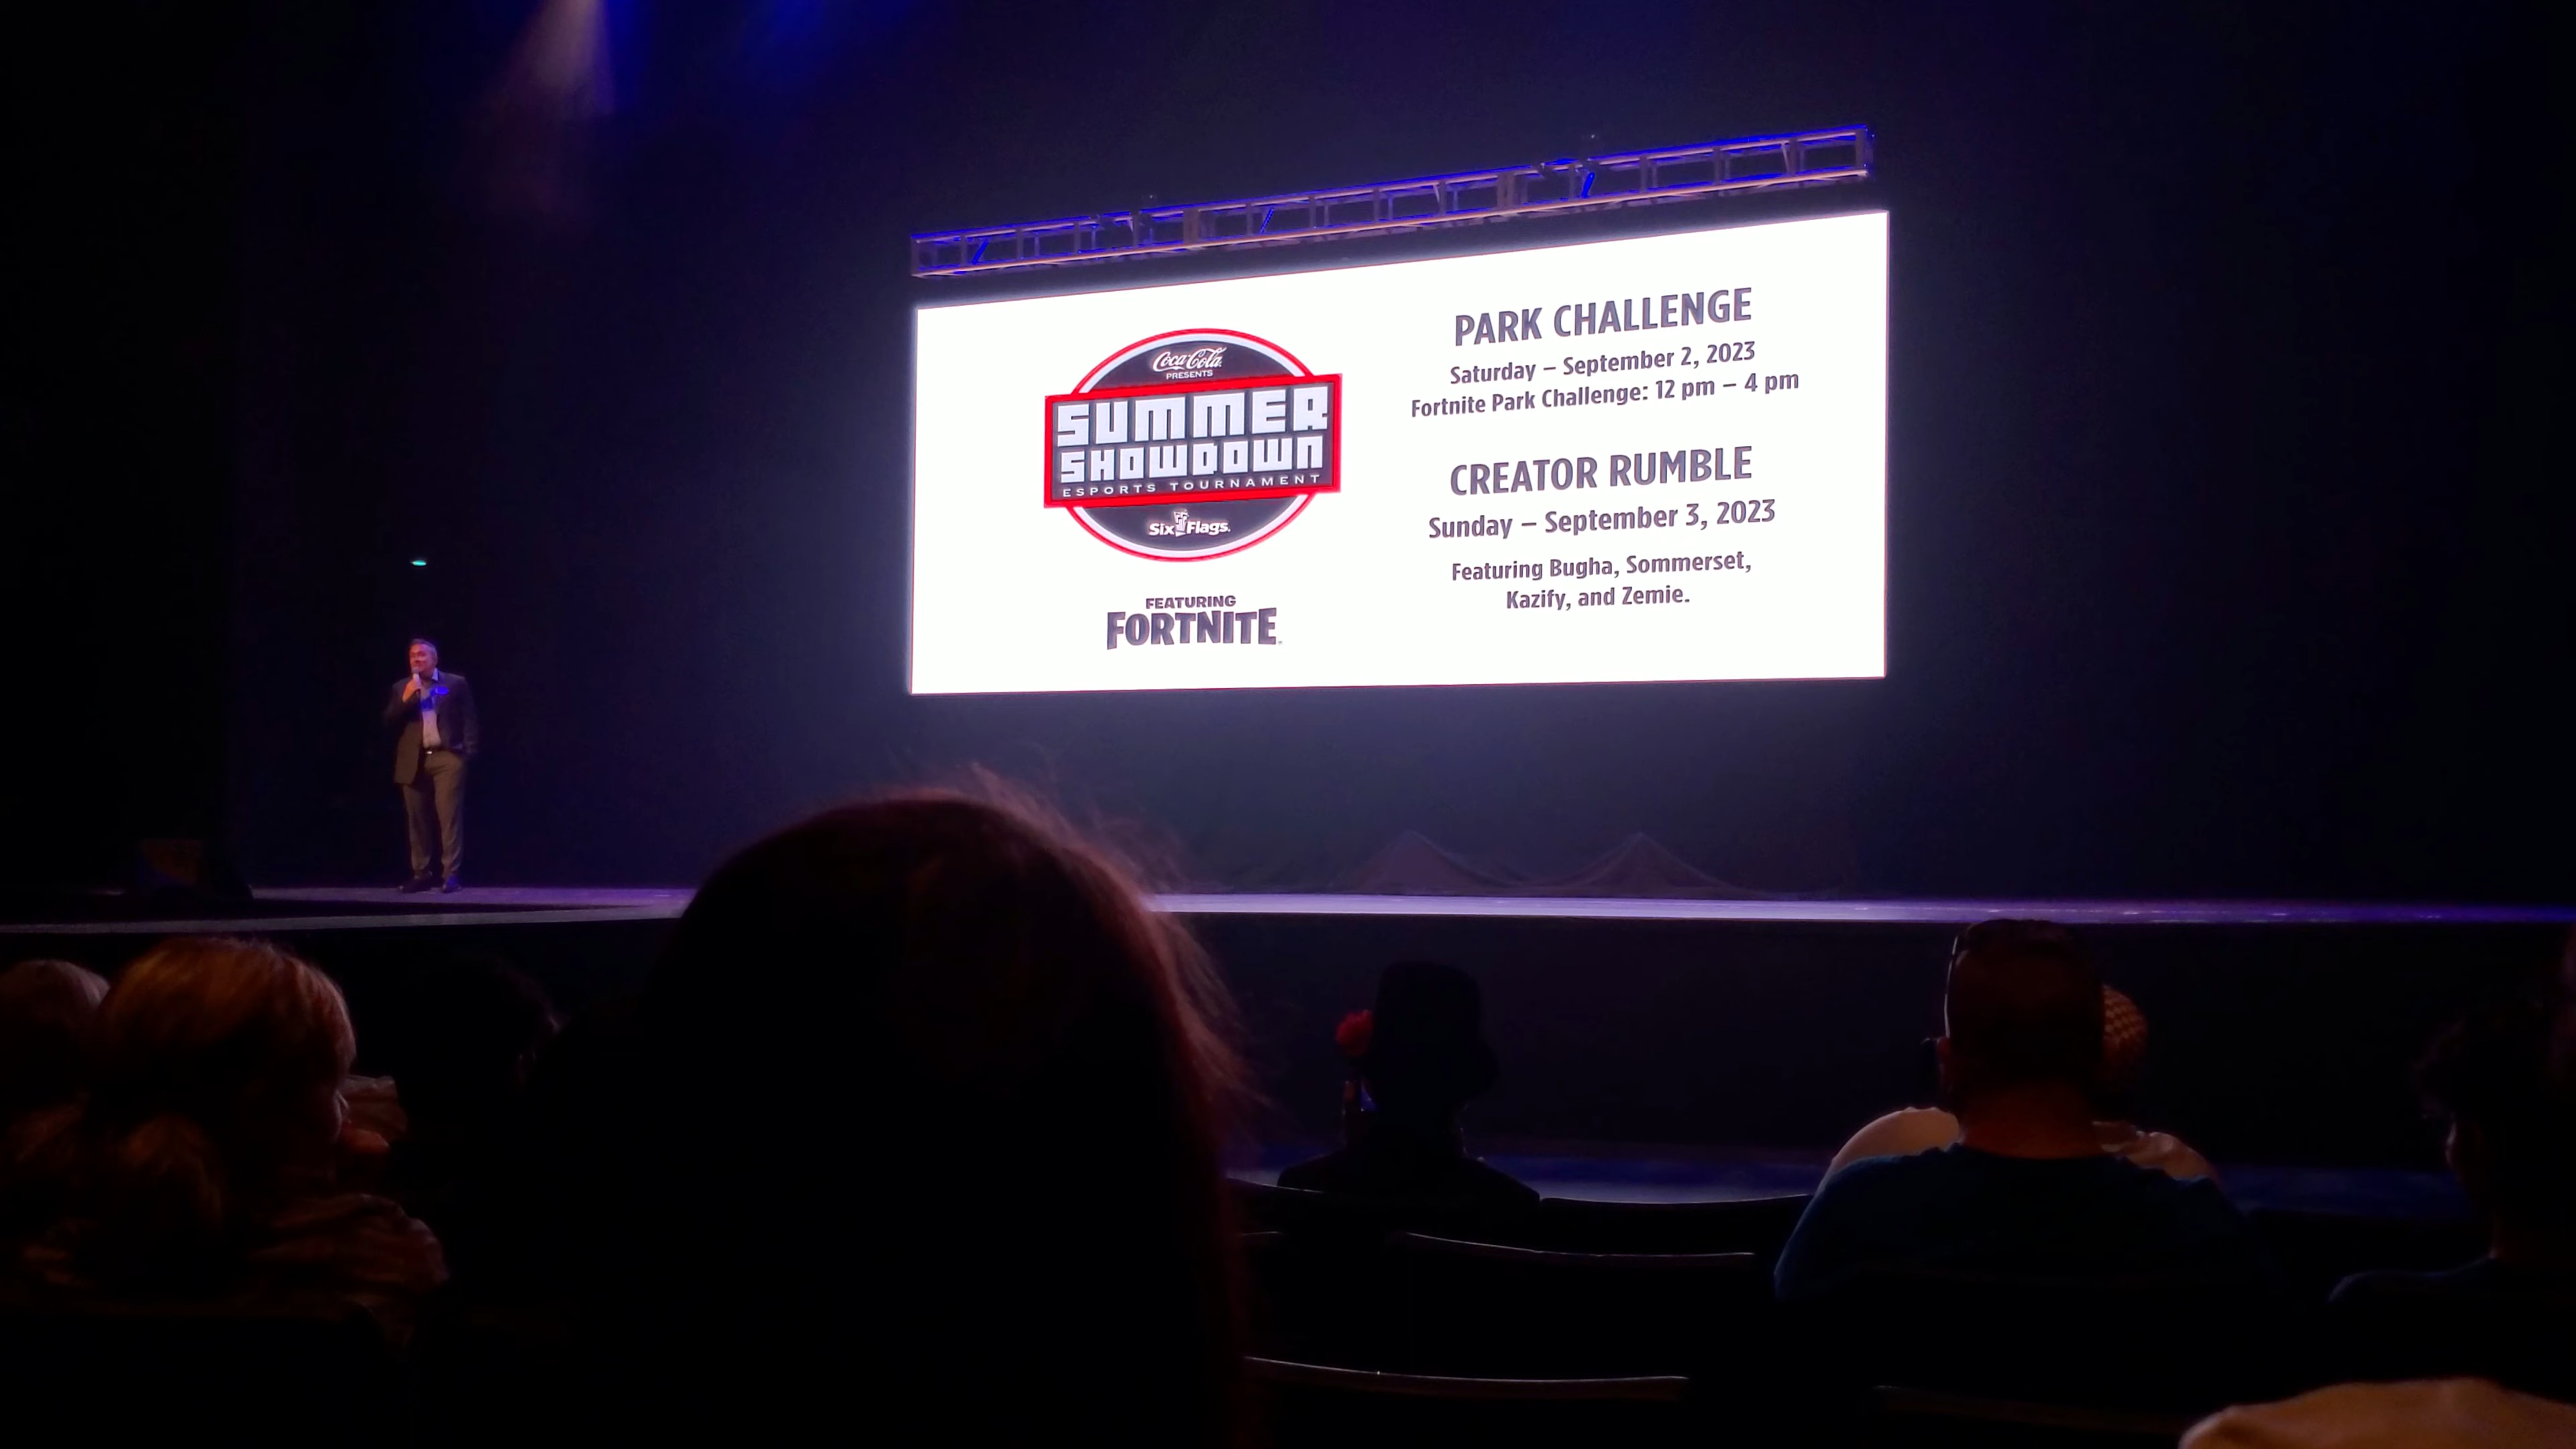 Coca-Cola
PRESENTS
SUMMER
SHOWDOWN
ESPORTS TOURNAMENT
Six Flags
FEATURING
FORTNITE
PARK CHALLENGE
Saturday – September 2, 2023
Fortnite Park Challenge: 12 pm – 4 pm
CREATOR RUMBLE
Sunday – September 3, 2023
Featuring Bugha, Sommerset,
Kazify, and Zemie.